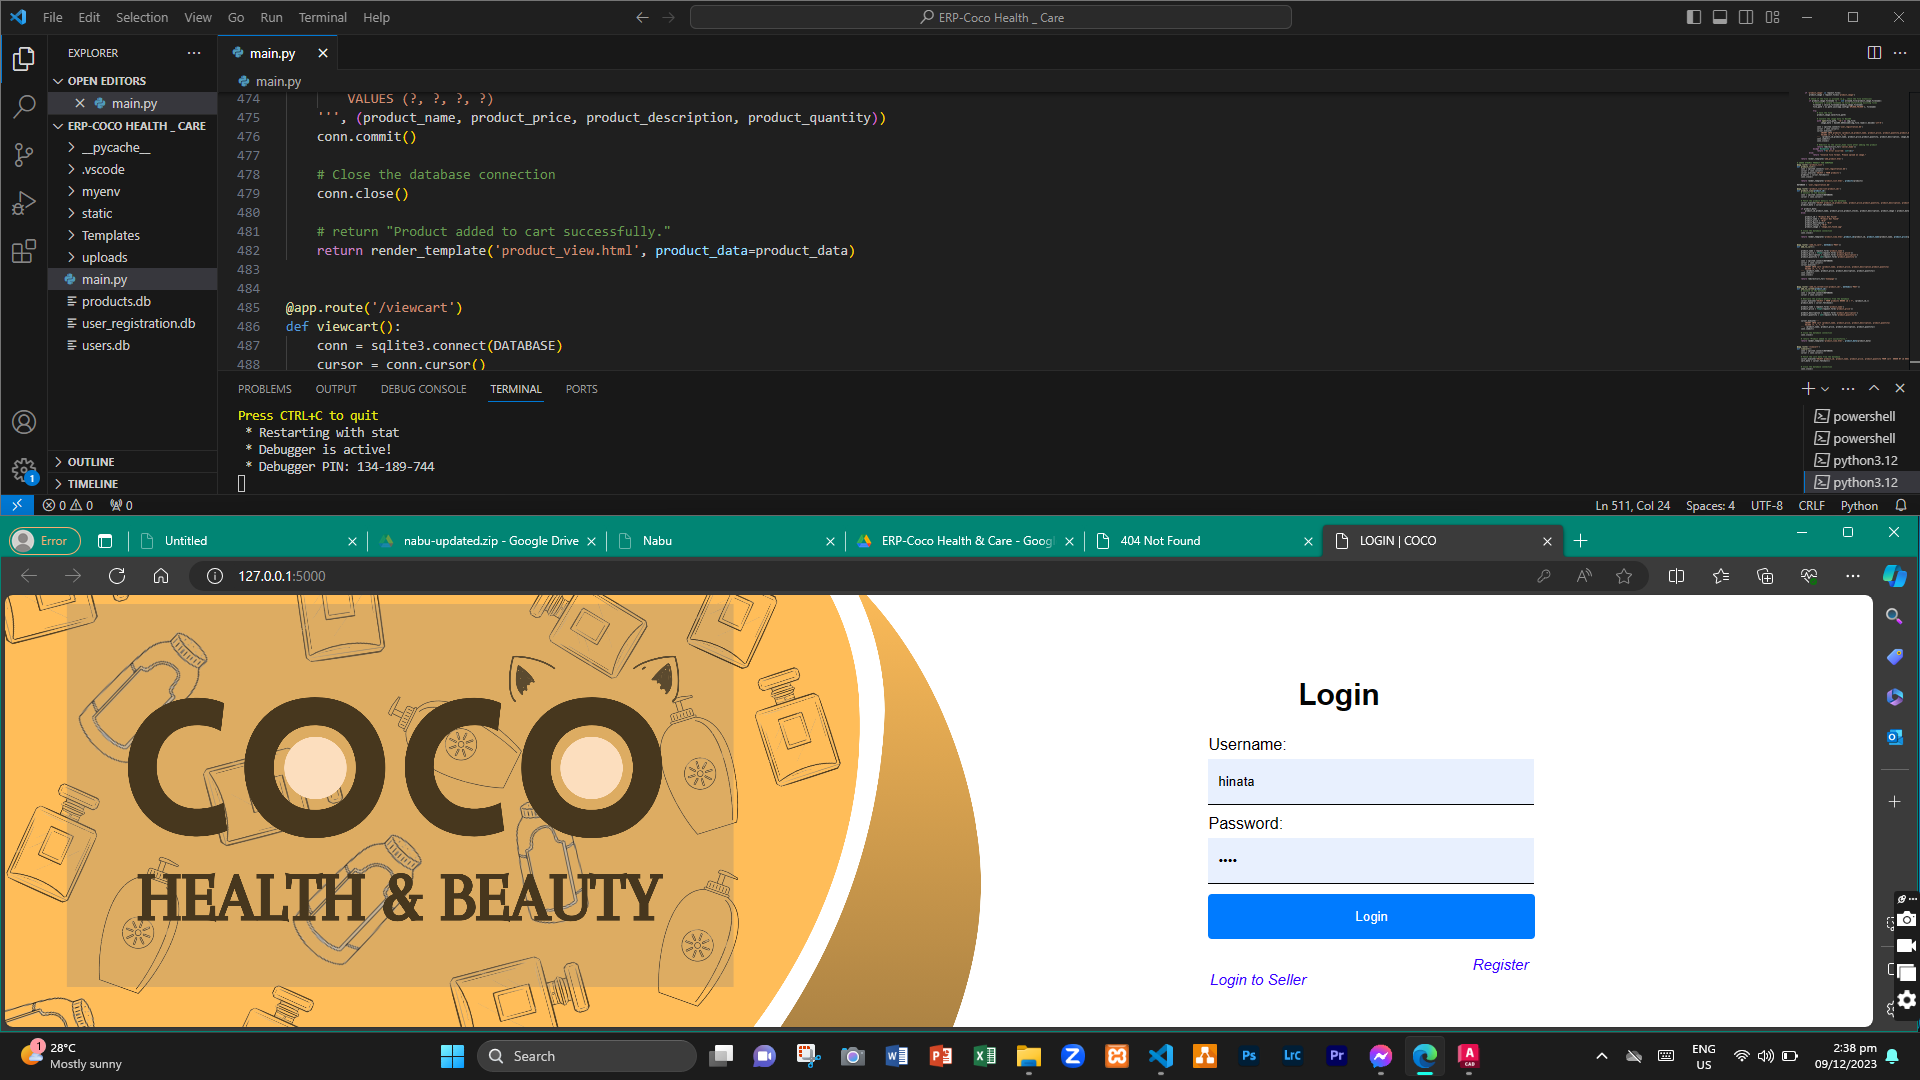 File Edit Selection View Go Run Terminal Help
ERP-Coco Health _ Care
EXPLORER
OPEN EDITORS
main.py
ERP-COCO HEALTH _ CARE
__pycache__
.vscode
myenv
static
Templates
uploads
main.py
products.db
user_registration.db
users.db
OUTLINE
TIMELINE
main.py
main.py
474 VALUES (?, ?, ?, ?)
475 ''', (product_name, product_price, product_description, product_quantity))
476 conn.commit()
477
478 # Close the database connection
479 conn.close()
480
481 # return "Product added to cart successfully."
482 return render_template('product_view.html', product_data=product_data)
483
484
485 @app.route('/viewcart')
486 def viewcart():
487 conn = sqlite3.connect(DATABASE)
488 cursor = conn.cursor()
PROBLEMS OUTPUT DEBUG CONSOLE TERMINAL PORTS
Press CTRL+C to quit
* Restarting with stat
* Debugger is active!
* Debugger PIN: 134-189-744
powershell
powershell
python3.12
python3.12
1
0 0 0
Ln 511, Col 24 Spaces: 4 UTF-8 CRLF Python
Error
Untitled
nabu-updated.zip - Google Drive
Nabu
ERP-Coco Health & Care - Googl
404 Not Found
LOGIN | COCO
127.0.0.1:5000
COCO
HEALTH & BEAUTY
Login
Username:
hinata
Password:
••••
Login
Register
Login to Seller
1
28°C
Mostly sunny
Search
ENG
US
2:38 pm
09/12/2023